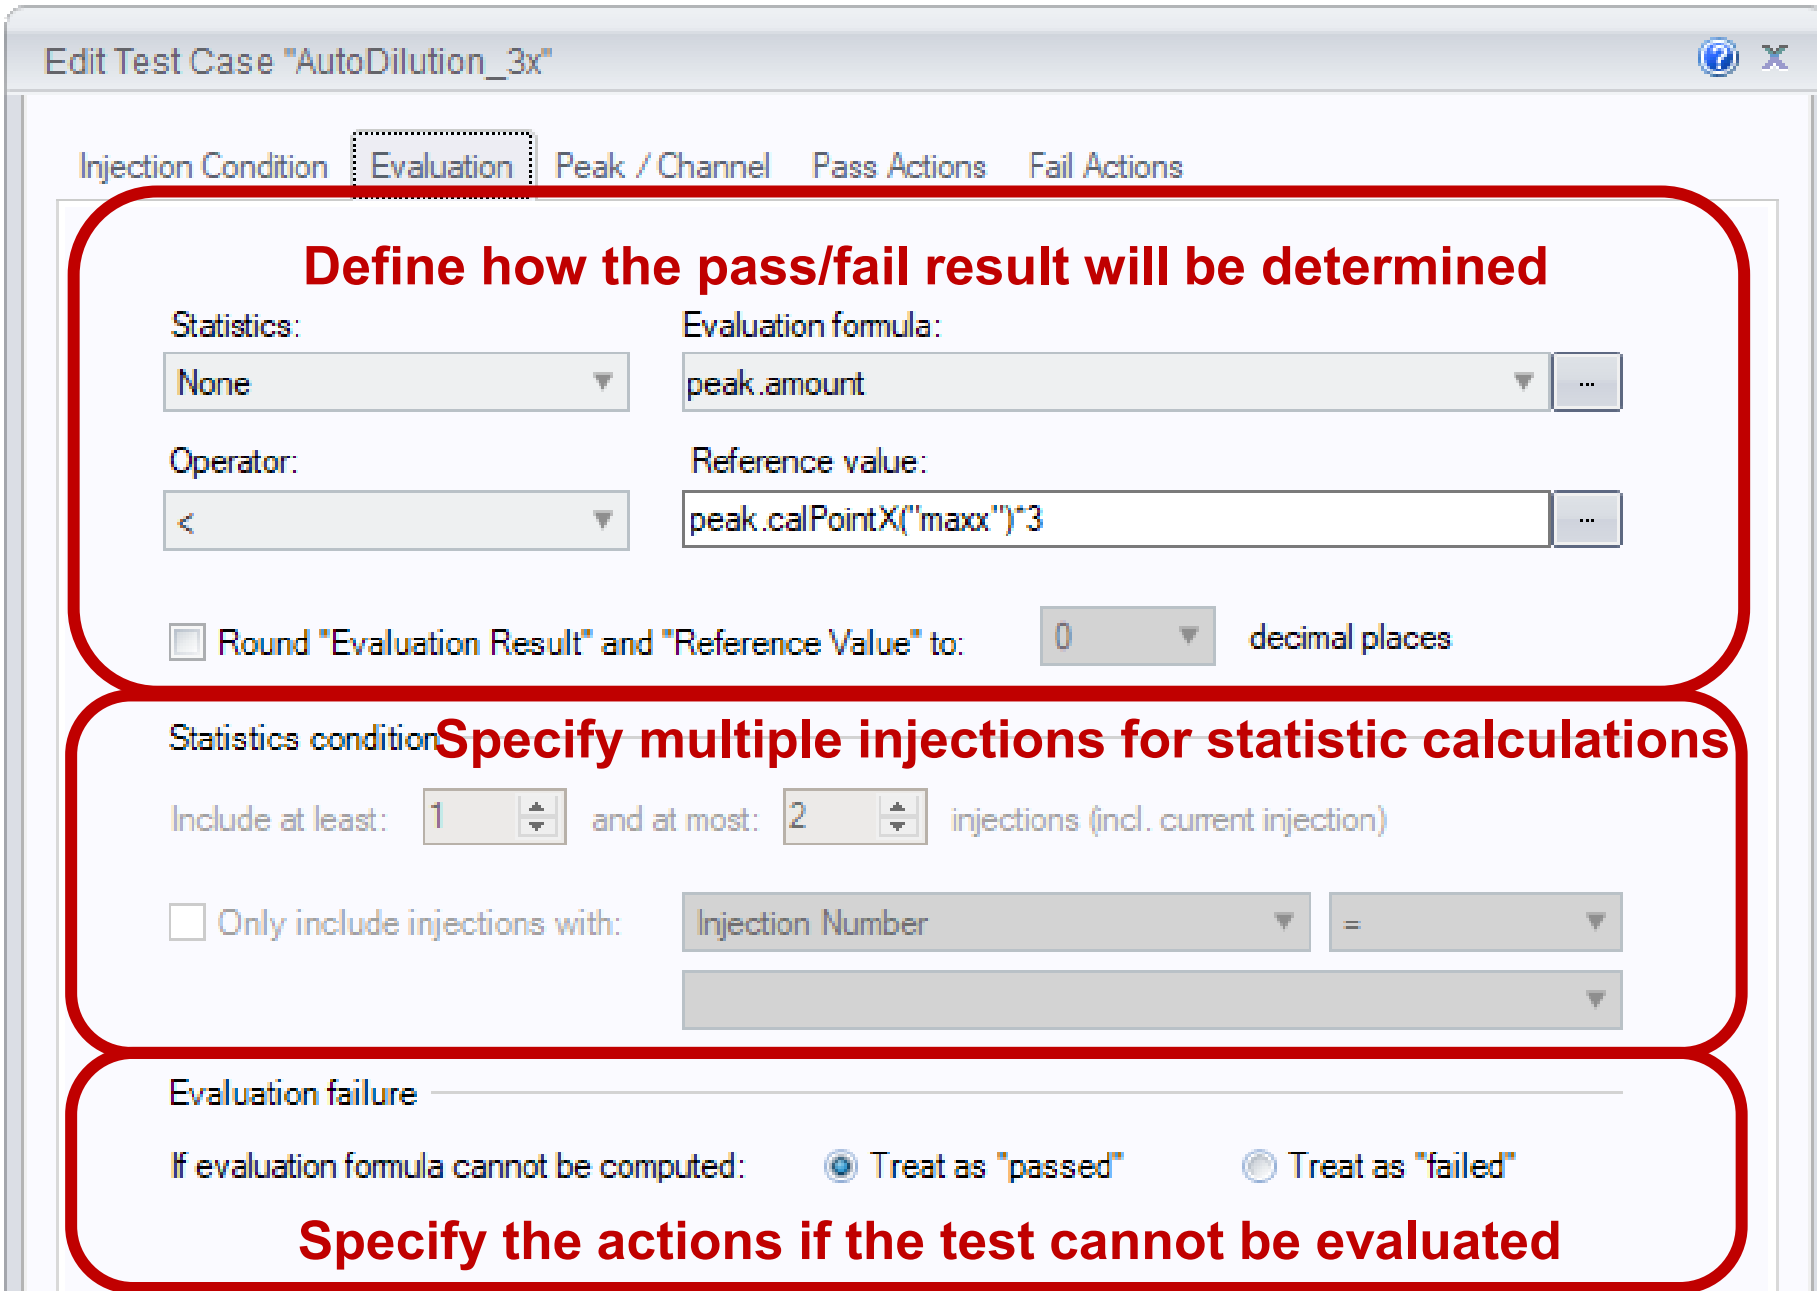 Edit Test Case "AutoDilution_3x"
Injection Condition Evaluation Peak / Channel Pass Actions Fail Actions
Define how the pass/fail result will be determined
Statistics: Evaluation formula:
None peak.amount ...
Operator: Reference value:
< peak.calPointX("maxx")*3 ...
Round "Evaluation Result" and "Reference Value" to: 0 decimal places
Statistics condition Specify multiple injections for statistic calculations
Include at least: 1 and at most: 2 injections (incl. current injection)
Only include injections with: Injection Number =
Evaluation failure
If evaluation formula cannot be computed: Treat as "passed" Treat as "failed"
Specify the actions if the test cannot be evaluated